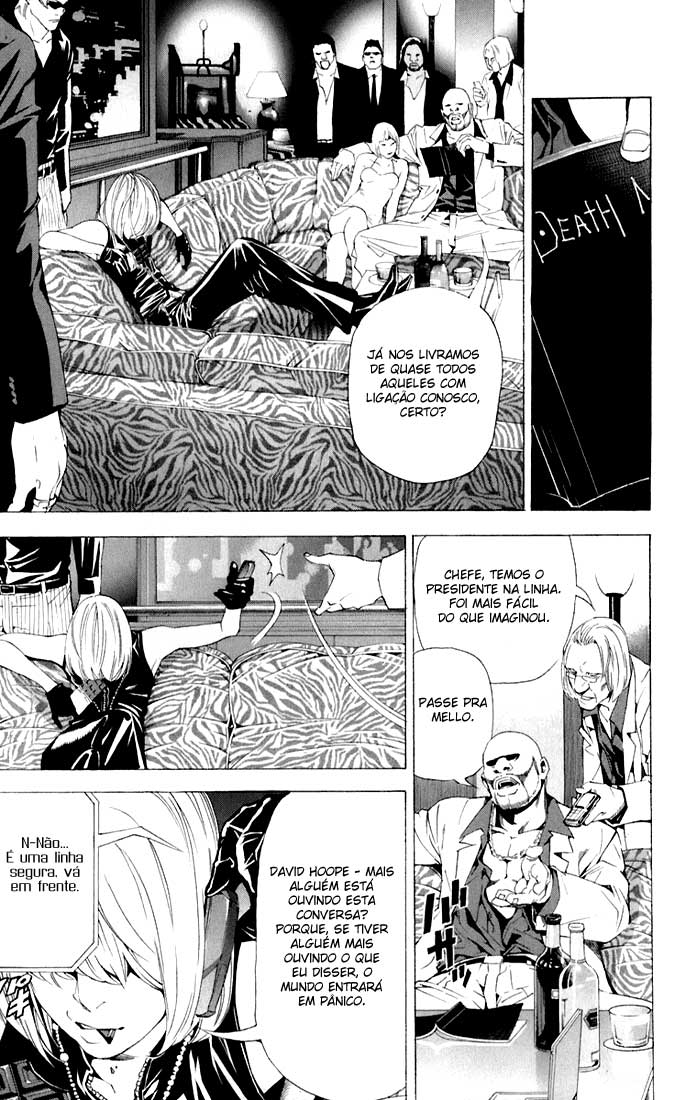 DEATH N
JÁ NOS LIVRAMOS
DE QUASE TODOS
AQUELES COM
LIGAÇÃO CONOSCO,
CERTO?
CHEFE, TEMOS O
PRESIDENTE NA LINHA.
FOI MAIS FÁCIL
DO QUE IMAGINOU.
PASSE PRA
MELLO.
DAVID HOOPE - MAIS
ALGUÉM ESTÁ
OUVINDO ESTA
CONVERSA?
PORQUE, SE TIVER
ALGUÉM MAIS
OUVINDO O QUE
EU DISSER, O
MUNDO ENTRARÁ
EM PÂNICO.
N-NãO...
É uma linha
segura, vá
em frente.